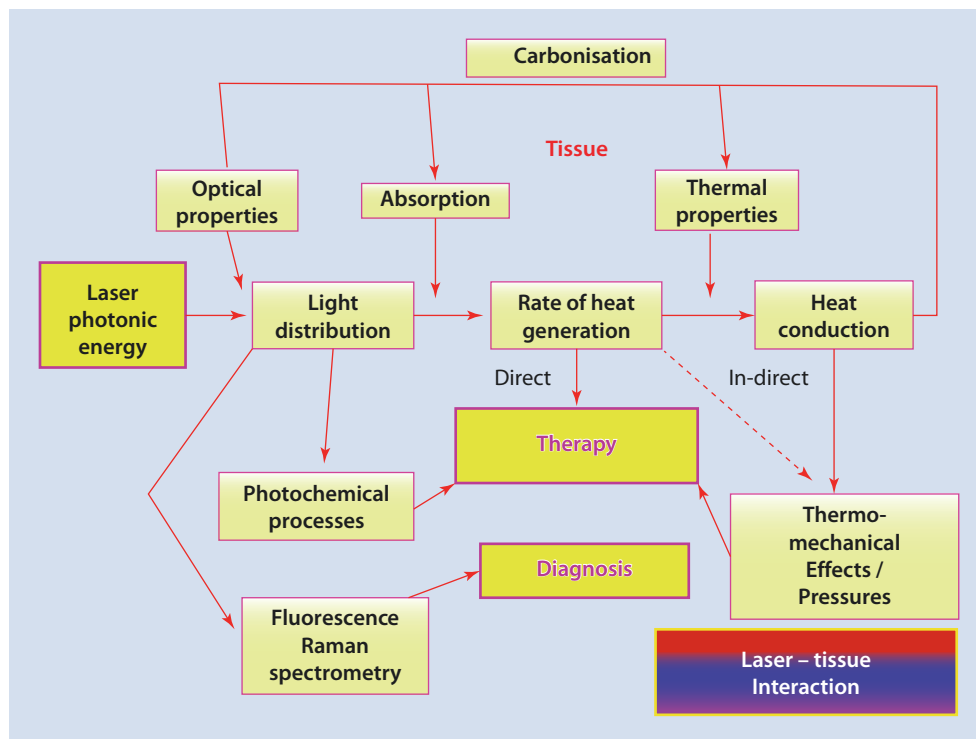 Carbonisation
Tissue
Optical
properties
Absorption
Thermal
properties
Laser
photonic
energy
Light
distribution
Rate of heat
generation
Heat
conduction
Direct
In-direct
Therapy
Photochemical
processes
Thermo-
mechanical
Effects /
Pressures
Diagnosis
Fluorescence
Raman
spectrometry
Laser – tissue
Interaction